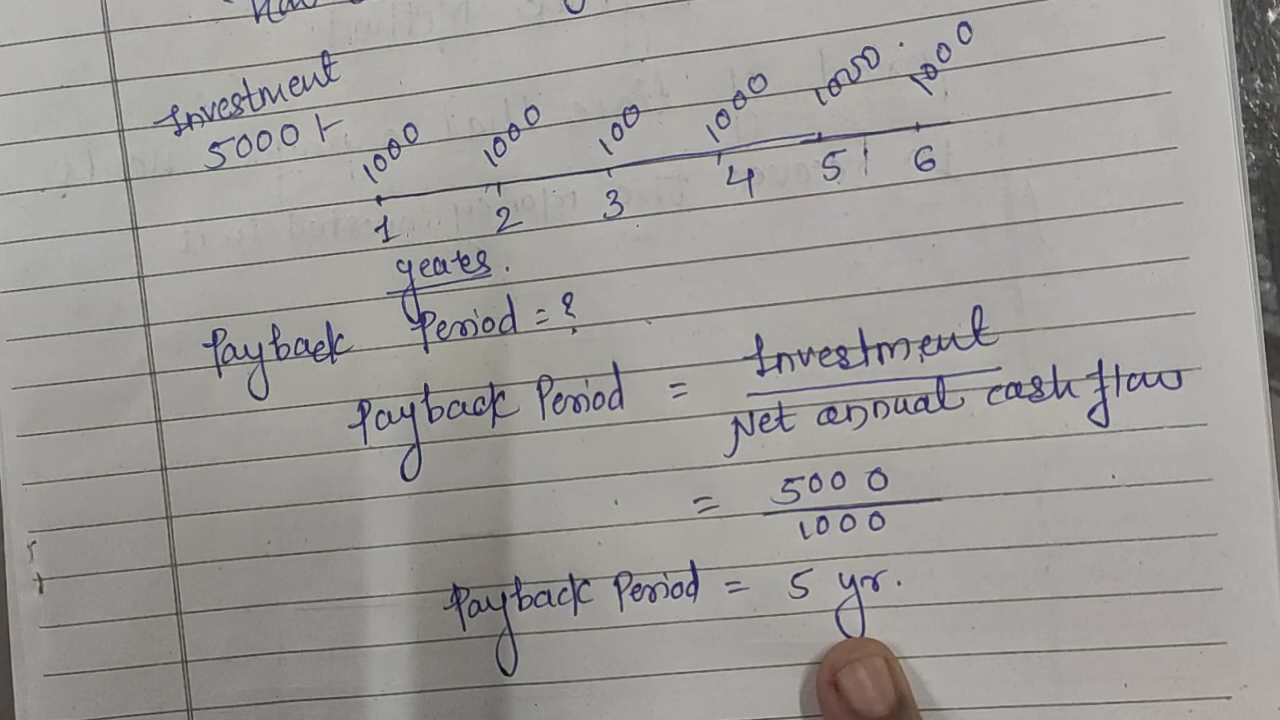 Investment
5000 1000 1000 100 1000 1000 1000
1 2 3 4 5 6
years.
Payback Period = ?
Payback Period = Investment
Net annual cash flow
= 5000
1000
Payback Period = 5 yr.